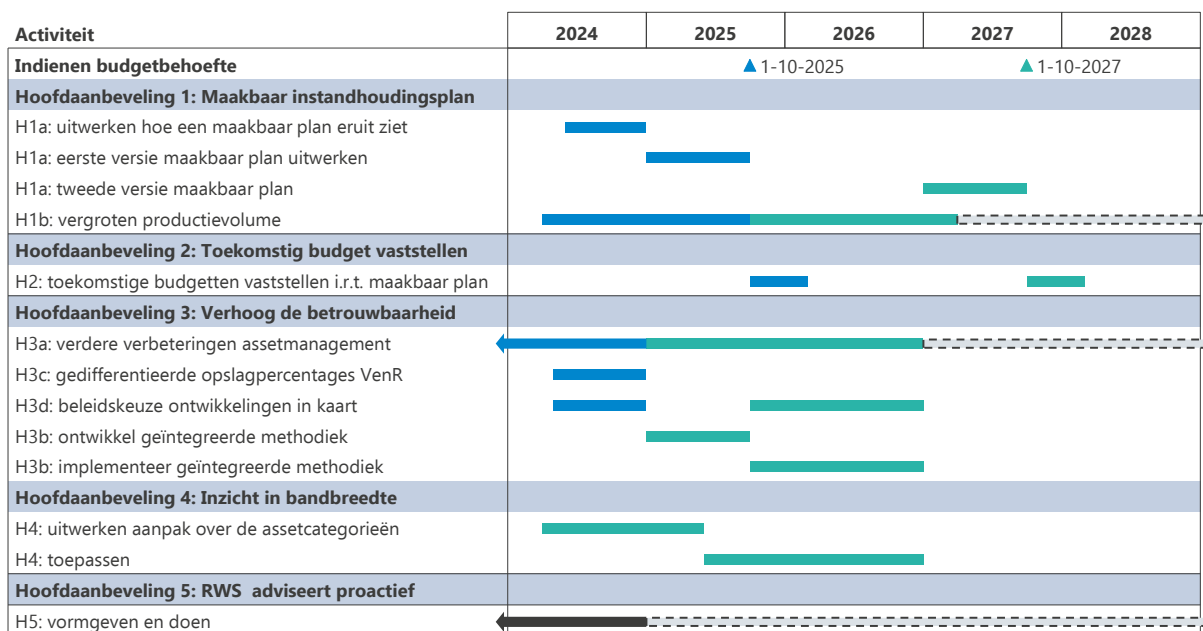 Activiteit 2024 2025 2026 2027 2028
Indienen budgetbehoefte 1-10-2025 1-10-2027
Hoofdaanbeveling 1: Maakbaar instandhoudingsplan
H1a: uitwerken hoe een maakbaar plan eruit ziet
H1a: eerste versie maakbaar plan uitwerken
H1a: tweede versie maakbaar plan
H1b: vergroten productievolume
Hoofdaanbeveling 2: Toekomstig budget vaststellen
H2: toekomstige budgetten vaststellen i.r.t. maakbaar plan
Hoofdaanbeveling 3: Verhoog de betrouwbaarheid
H3a: verdere verbeteringen assetmanagement
H3c: gedifferentieerde opslagpercentages VenR
H3d: beleidskeuze ontwikkelingen in kaart
H3b: ontwikkel geïntegreerde methodiek
H3b: implementeer geïntegreerde methodiek
Hoofdaanbeveling 4: Inzicht in bandbreedte
H4: uitwerken aanpak over de assetcategorieën
H4: toepassen
Hoofdaanbeveling 5: RWS adviseert proactief
H5: vormgeven en doen